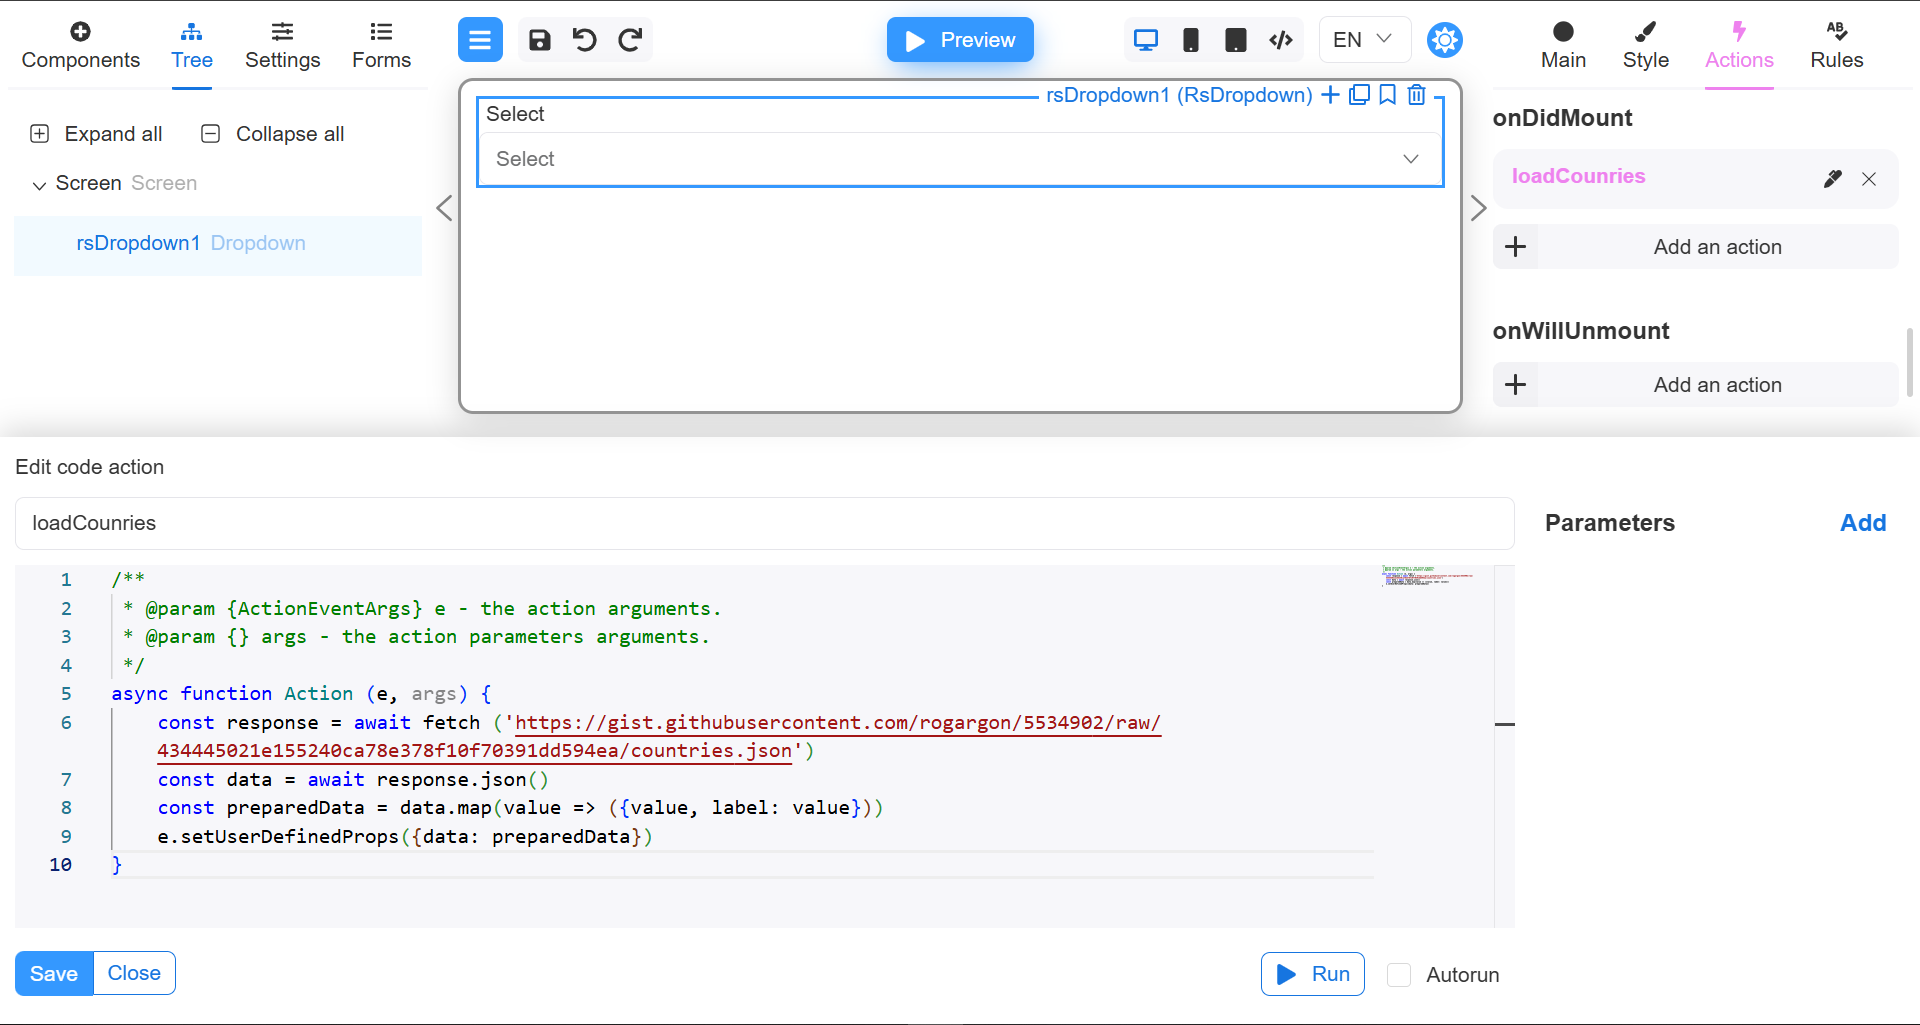 Components
Tree
Settings
Forms
Preview
EN
Main
Style
Actions
Rules
Expand all
Collapse all
Screen Screen
rsDropdown1 Dropdown
rsDropdown1 (RsDropdown)
Select
Select
onDidMount
loadCounries
Add an action
onWillUnmount
Add an action
Edit code action
loadCounries
Parameters
Add
1 /**
2 * @param {ActionEventArgs} e - the action arguments.
3 * @param {} args - the action parameters arguments.
4 */
5 async function Action (e, args) {
6 const response = await fetch ('https://gist.githubusercontent.com/rogargon/5534902/raw/
434445021e155240ca78e378f10f70391dd594ea/countries.json')
7 const data = await response.json()
8 const preparedData = data.map(value => ({value, label: value}))
9 e.setUserDefinedProps({data: preparedData})
10 }
Save
Close
Run
Autorun